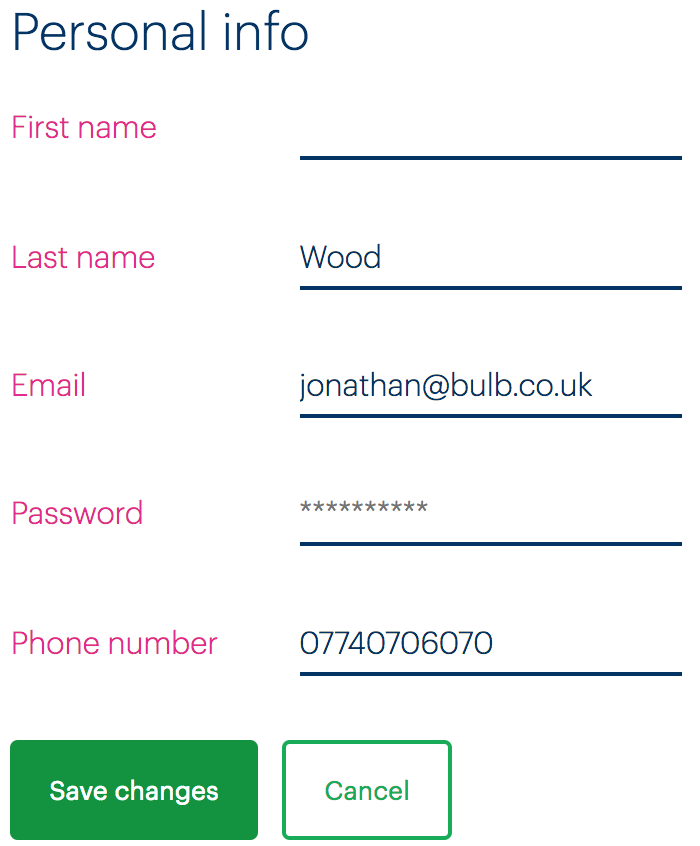 Personal info
First name
Last name Wood
Email jonathan@bulb.co.uk
Password **********
Phone number 07740706070
Save changes Cancel